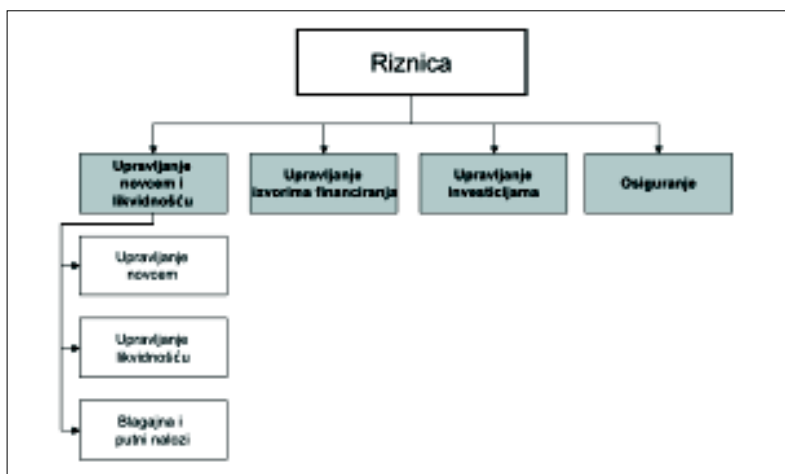 Riznica
Upravljanje
novcem i
likvidnošću
Upravljanje
izvorima financiranja
Upravljanje
investicijama
Osiguranje
Upravljanje
novcem
Upravljanje
likvidnošću
Blagajna i
putni nalozi